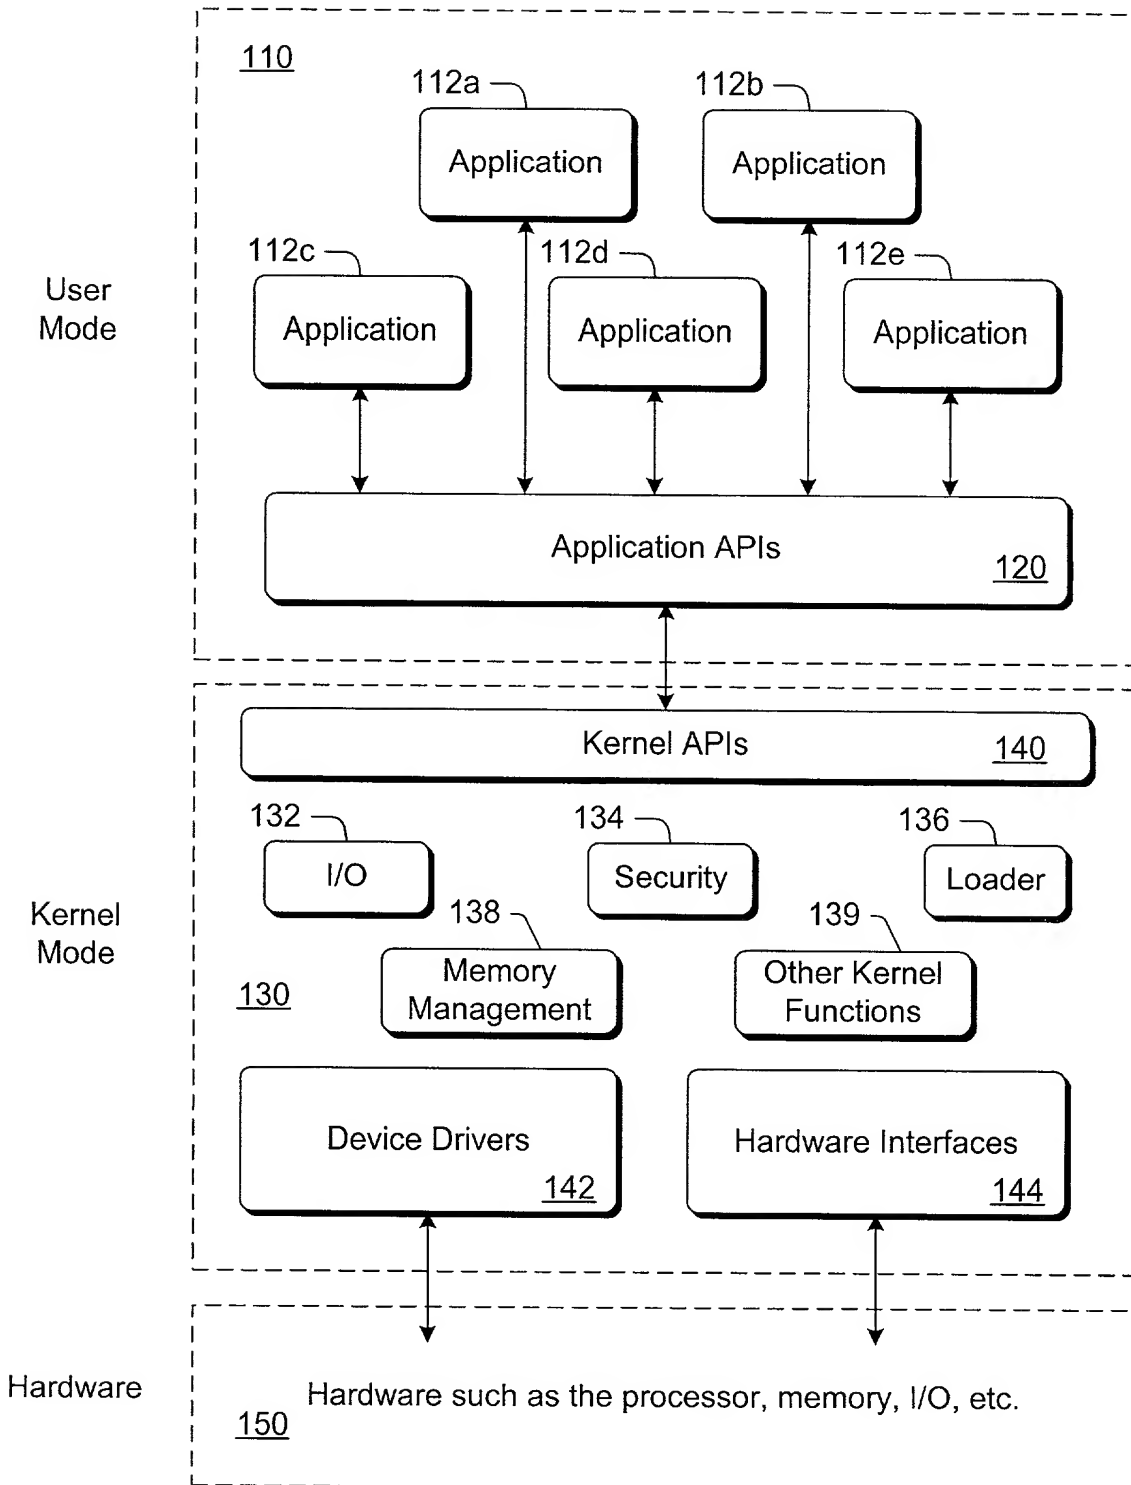 110
112a
112b
Application
Application
112c
112d
112e
User
Mode
Application
Application
Application
Application APIs
120
Kernel APIs
140
132
134
136
I/O
Security
Loader
Kernel
Mode
138
139
Memory
Management
Other Kernel
Functions
130
Device Drivers
142
Hardware Interfaces
144
Hardware
Hardware such as the processor, memory, I/O, etc.
150